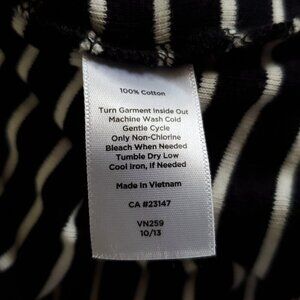 100% Cotton
Turn Garment Inside Out
Machine Wash Cold
Gentle Cycle
Only Non-Chlorine
Bleach When Needed
Tumble Dry Low
Cool Iron, If Needed
Made in Vietnam
CA #23147
VN259
10/13